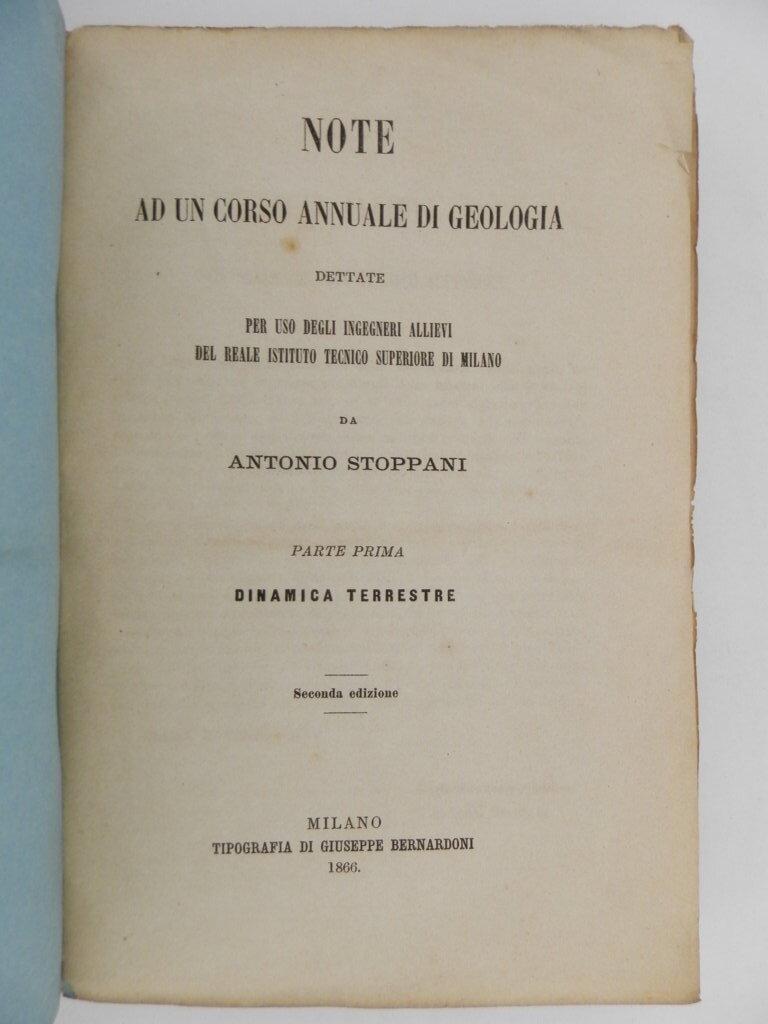 NOTE
AD UN CORSO ANNUALE DI GEOLOGIA
DETTATE
PER USO DEGLI INGEGNERI ALLIEVI
DEL REALE ISTITUTO TECNICO SUPERIORE DI MILANO
DA
ANTONIO STOPPANI
PARTE PRIMA
DINAMICA TERRESTRE
Seconda edizione
MILANO
TIPOGRAFIA DI GIUSEPPE BERNARDONI
1866.